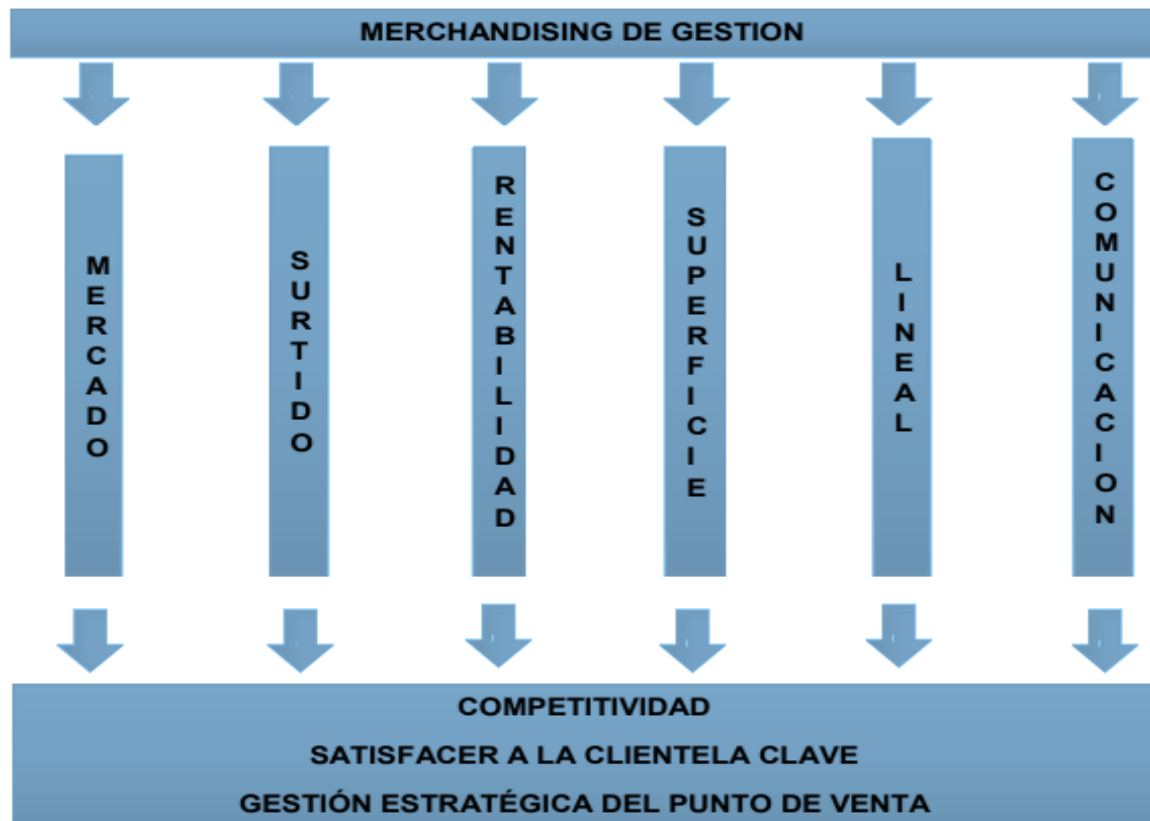 MERCHANDISING DE GESTION
MERCADO
SURTIDO
RENTABILIDAD
SUPERFICIE
LINEAL
COMUNICACION
COMPETITIVIDAD
SATISFACER A LA CLIENTELA CLAVE
GESTIÓN ESTRATÉGICA DEL PUNTO DE VENTA